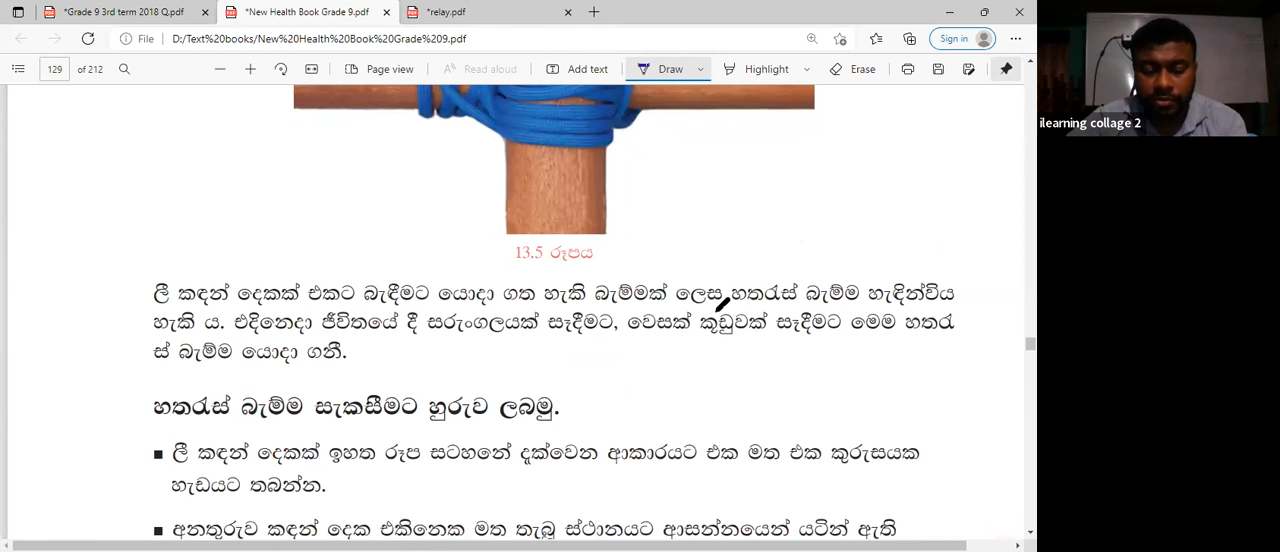 *Grade 9 3rd term 2018 Q.pdf
*New Health Book Grade 9.pdf
*relay.pdf
File
D:/Text%20books/New%20Health%20Book%20Grade%209.pdf
Sign in
129 of 212
Page view
Read aloud
Add text
Draw
Highlight
Erase
ilearning collage 2
13.5 රූපය
ලී කඳන් දෙකක් එකට බැඳීමට යොදා ගත හැකි බැම්මක් ලෙස හතරැස් බැම්ම හැඳින්විය
හැකි ය. එදිනෙදා ජීවිතයේ දී සරුංගලයක් සෑදීමට, වෙසක් කූඩුවක් සෑදීමට මෙම හතරැ
ස් බැම්ම යොදා ගනී.
හතරැස් බැම්ම සැකසීමට හුරුව ලබමු.
■ ලී කඳන් දෙකක් ඉහත රූප සටහනේ දැක්වෙන ආකාරයට එක මත එක කුරුසයක
හැඩයට තබන්න.
■ අනතුරුව කඳන් දෙක එකිනෙක මත තැබූ ස්ථානයට ආසන්නයෙන් යටින් ඇති